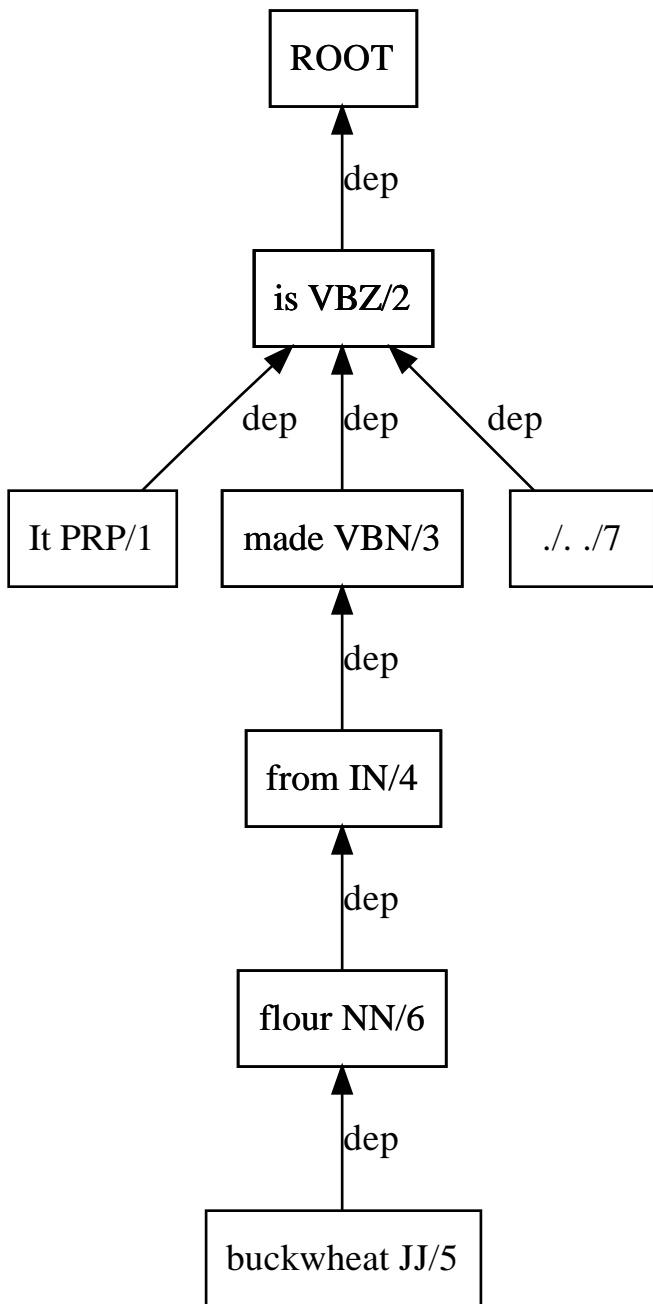 ROOT
dep
is VBZ/2
dep dep dep
It PRP/1 made VBN/3 ./. ./7
dep
from IN/4
dep
flour NN/6
dep
buckwheat JJ/5